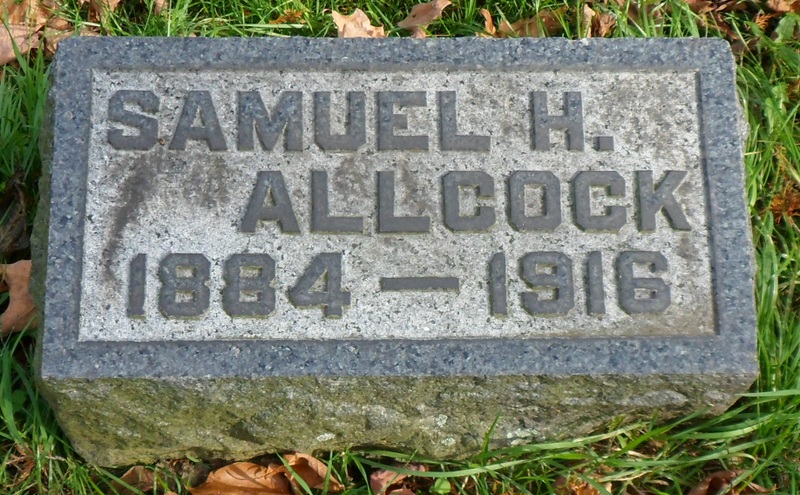 SAMUEL H.
ALLCOCK
1884 — 1916